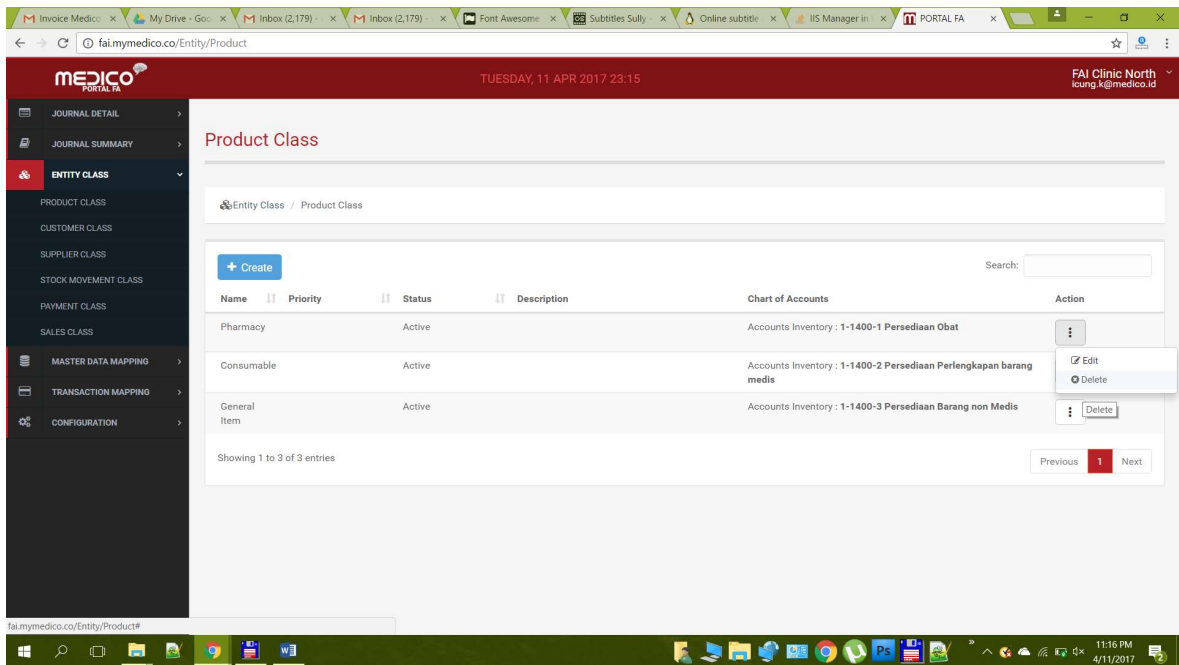 Invoice Medico
My Drive - Goo
M Inbox (2,179) -
M Inbox (2,179) -
Font Awesome
Subtitles Sully -
Online subtitle
IIS Manager in
PORTAL FA
fai.mymedico.co/Entity/Product
MEDICO
PORTAL FA
TUESDAY, 11 APR 2017 23:15
FAI Clinic North
icung.k@medico.id
JOURNAL DETAIL
JOURNAL SUMMARY
ENTITY CLASS
PRODUCT CLASS
CUSTOMER CLASS
SUPPLIER CLASS
STOCK MOVEMENT CLASS
PAYMENT CLASS
SALES CLASS
MASTER DATA MAPPING
TRANSACTION MAPPING
CONFIGURATION
Product Class
Entity Class / Product Class
+ Create
Search:
Name Priority Status Description Chart of Accounts Action
Pharmacy Active Accounts Inventory : 1-1400-1 Persediaan Obat
Consumable Active Accounts Inventory : 1-1400-2 Persediaan Perlengkapan barang
medis
General Active Accounts Inventory : 1-1400-3 Persediaan Barang non Medis
Item
Edit
Delete
Delete
Showing 1 to 3 of 3 entries
Previous 1 Next
fai.mymedico.co/Entity/Product#
11:16 PM
4/11/2017